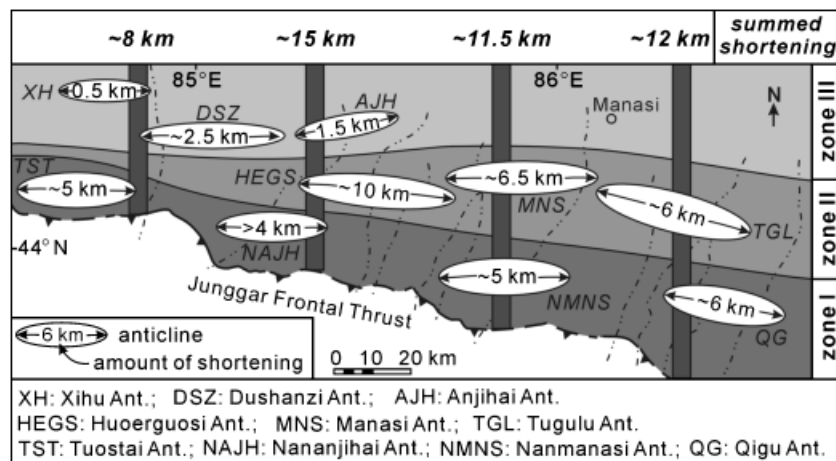 ~8 km ~15 km ~11.5 km ~12 km summed shortening
85°E 86°E
XH 0.5 km
DSZ ~2.5 km
AJH 1.5 km
Manasi
N
zone III
TST ~5 km
HEGS ~10 km
~6.5 km MNS
~6 km TGL
zone II
44°N
>4 km NAJH
~5 km NMNS
~6 km QG
zone I
Junggar Frontal Thrust
6 km anticline
amount of shortening
0 10 20 km
XH: Xihu Ant.; DSZ: Dushanzi Ant.; AJH: Anjihai Ant.
HEGS: Huoerguosi Ant.; MNS: Manasi Ant.; TGL: Tugulu Ant.
TST: Tuostai Ant.; NAJH: Nananjihai Ant.; NMNS: Nanmanasi Ant.; QG: Qigu Ant.